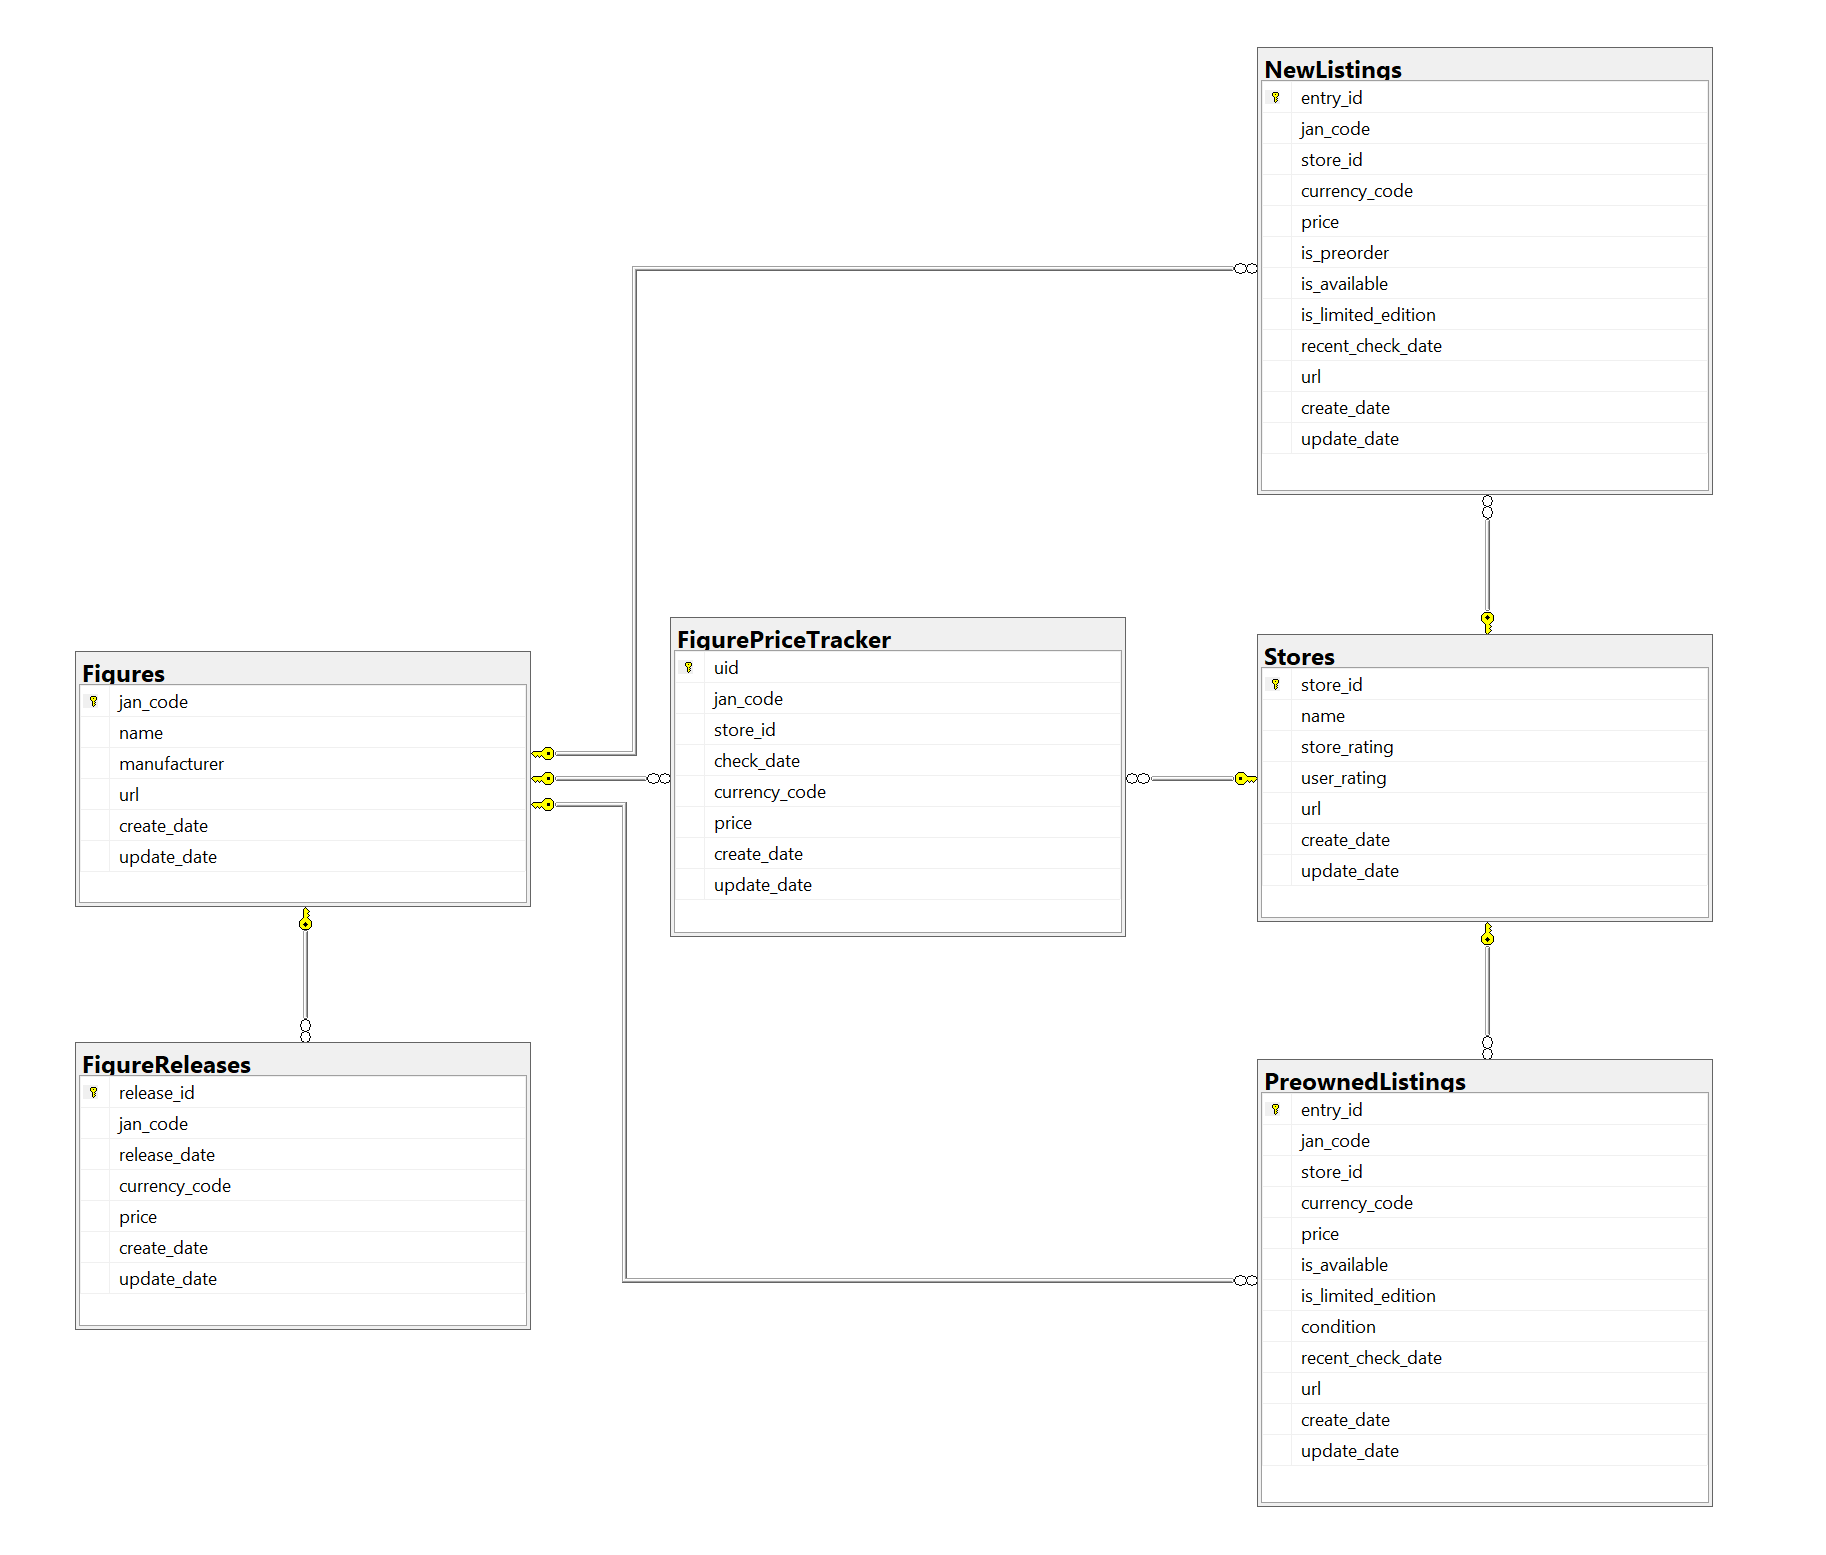 NewListings
entry_id
jan_code
store_id
currency_code
price
is_preorder
is_available
is_limited_edition
recent_check_date
url
create_date
update_date
Figures
jan_code
name
manufacturer
url
create_date
update_date
FigurePriceTracker
uid
jan_code
store_id
check_date
currency_code
price
create_date
update_date
Stores
store_id
name
store_rating
user_rating
url
create_date
update_date
FigureReleases
release_id
jan_code
release_date
currency_code
price
create_date
update_date
PreownedListings
entry_id
jan_code
store_id
currency_code
price
is_available
is_limited_edition
condition
recent_check_date
url
create_date
update_date